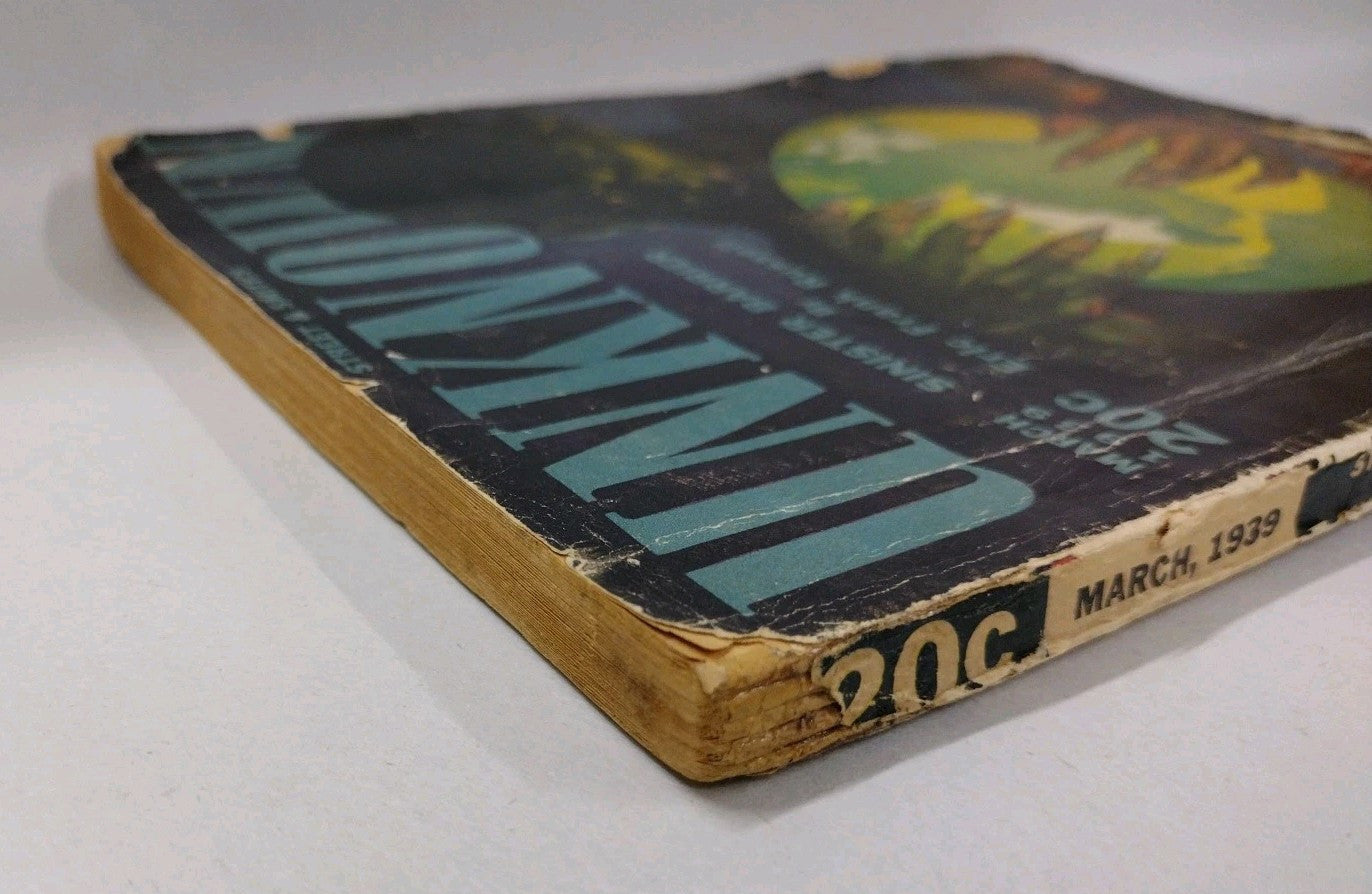 STREET & SMITH'S
UNKNOWN
SINISTER BARRIER
ERIC FRANK RUSSELL
MARCH
20c
20c
MARCH, 1939